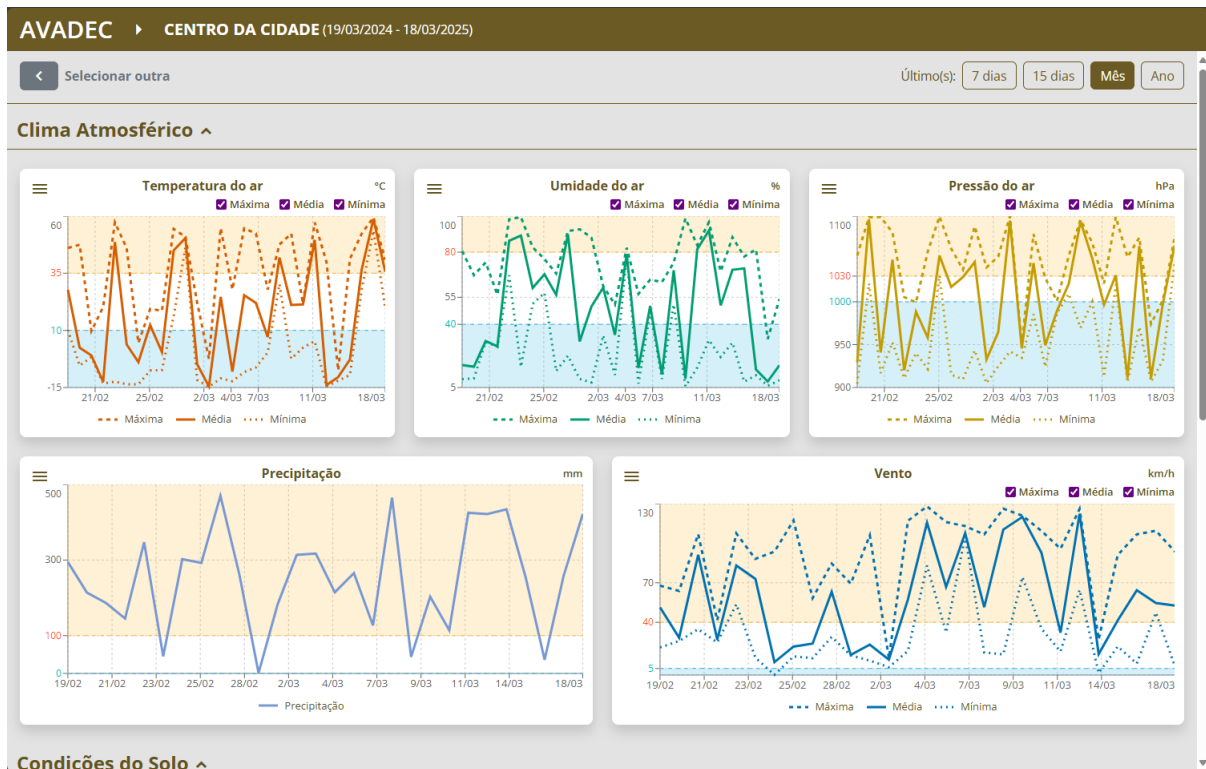 AVADEC CENTRO DA CIDADE (19/03/2024 - 18/03/2025)
Selecionar outra Último(s): 7 dias 15 dias Mês Ano
Clima Atmosférico
Temperatura do ar °C
Máxima Média Mínima
60
35
10
-15
21/02 25/02 2/03 4/03 7/03 11/03 18/03
Máxima Média Mínima
Umidade do ar %
Máxima Média Mínima
100
80
55
40
5
21/02 25/02 2/03 4/03 7/03 11/03 18/03
Máxima Média Mínima
Pressão do ar hPa
Máxima Média Mínima
1100
1030
1000
950
900
21/02 25/02 2/03 4/03 7/03 11/03 18/03
Máxima Média Mínima
Precipitação mm
500
300
100
0
19/02 21/02 23/02 25/02 28/02 2/03 4/03 7/03 9/03 11/03 14/03 18/03
Precipitação
Vento km/h
Máxima Média Mínima
130
70
40
5
19/02 21/02 23/02 25/02 28/02 2/03 4/03 7/03 9/03 11/03 14/03 18/03
Máxima Média Mínima
Condições do Solo